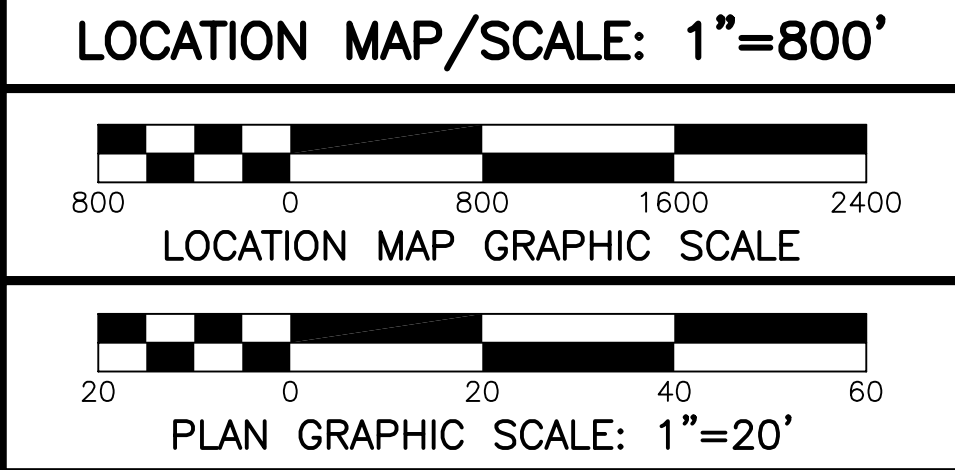 LOCATION MAP/SCALE: 1"=800'
800 0 800 1600 2400
LOCATION MAP GRAPHIC SCALE
20 0 20 40 60
PLAN GRAPHIC SCALE: 1"=20'